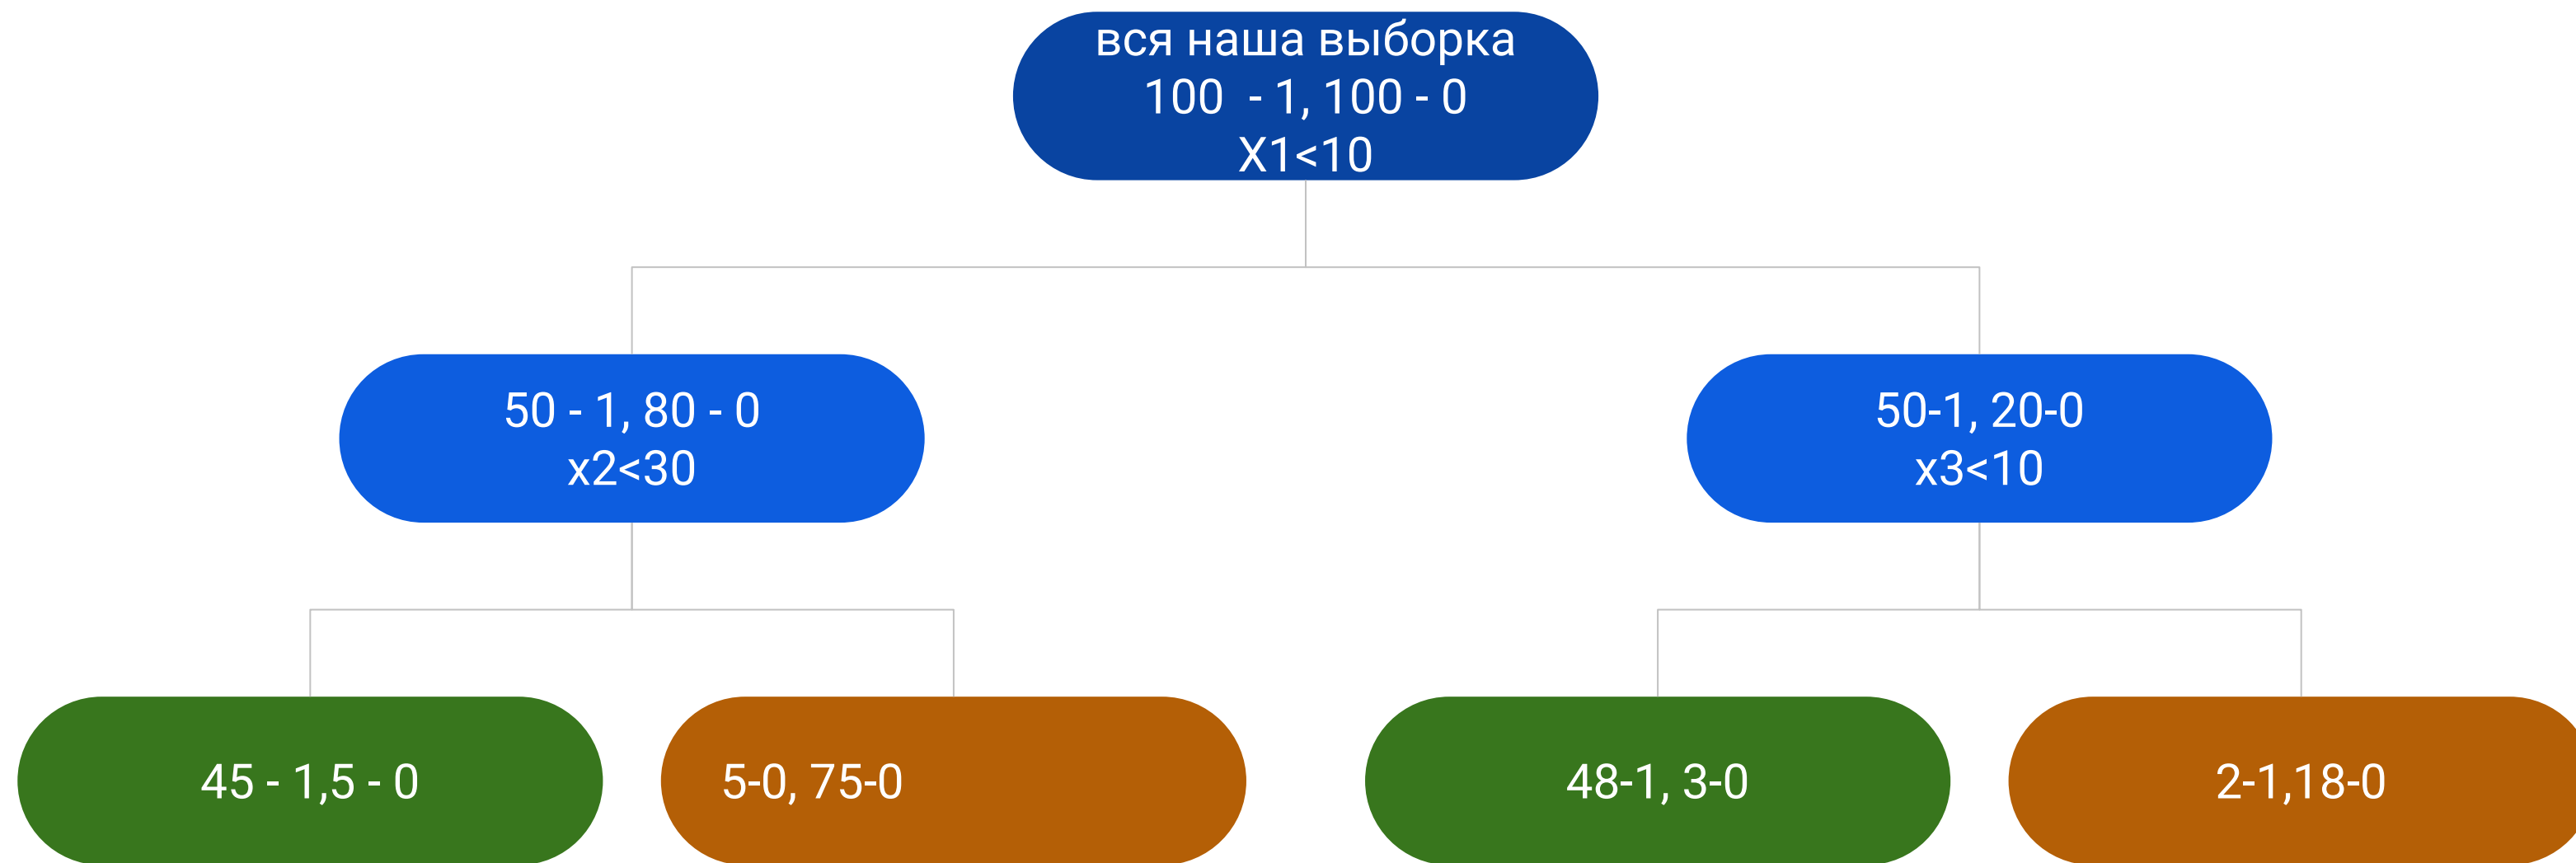 вся наша выборка
100  - 1, 100 - 0
X1<10
50 - 1, 80 - 0
x2<30
50-1, 20-0
x3<10
45 - 1,5 - 0
5-0, 75-0
48-1, 3-0
2-1,18-0